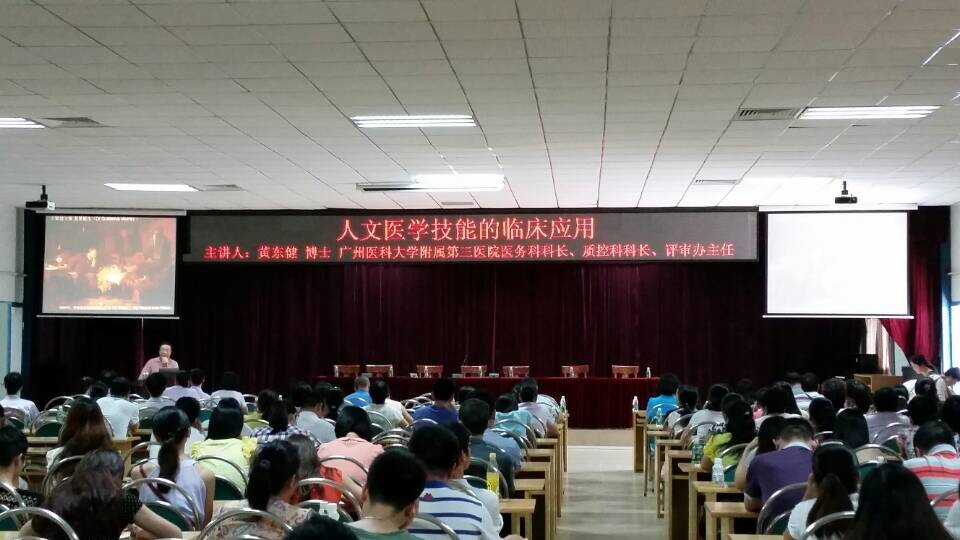 人文医学技能的临床应用
主讲人：黄东健 博士 广州医科大学附属第三医院医务科科长、质控科科长、评审办主任